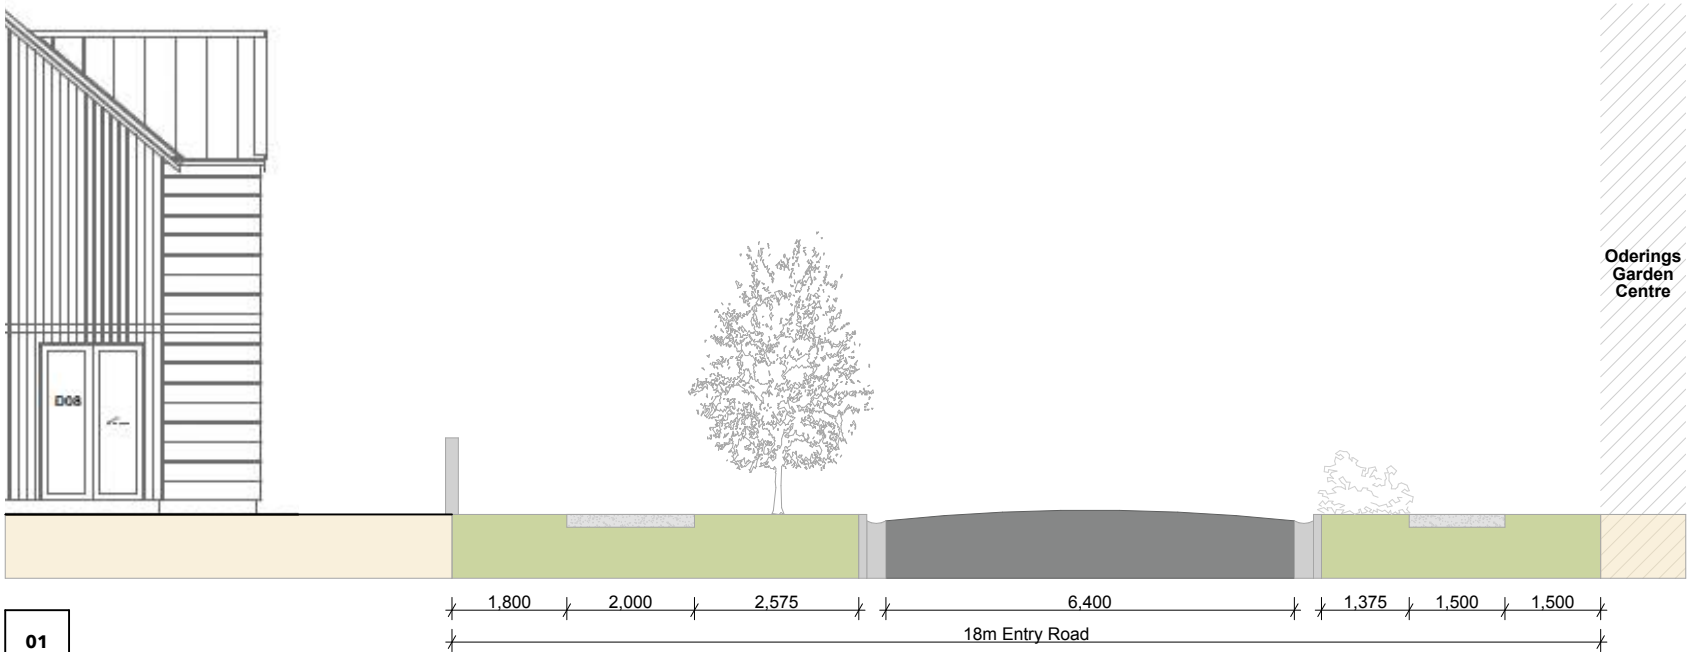 Oderings
Garden
Centre
D08
1,800 2,000 2,575 6,400 1,375 1,500 1,500
18m Entry Road
01